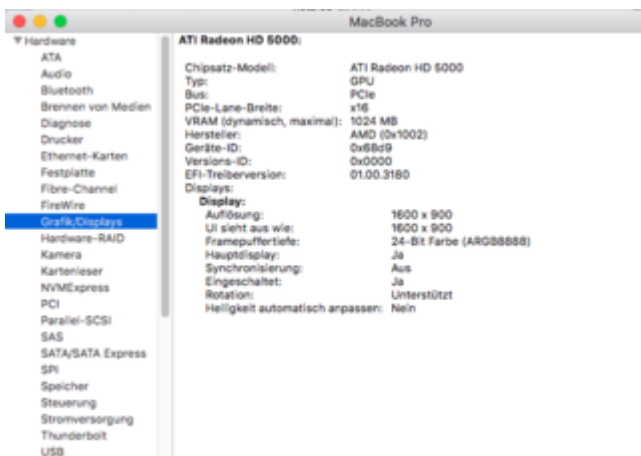 MacBook Pro
Hardware
ATA
Audio
Bluetooth
Brennen von Medien
Diagnose
Drucker
Ethernet-Karten
Festplatte
Fibre-Channel
FireWire
Grafik/Displays
Hardware-RAID
Kamera
Kartenleser
NVMExpress
PCI
Parallel-SCSI
SAS
SATA/SATA Express
SPI
Speicher
Steuerung
Stromversorgung
Thunderbolt
USB
ATI Radeon HD 5000:
Chipsatz-Modell: ATI Radeon HD 5000
Typ: GPU
Bus: PCIe
PCIe-Lane-Breite: x16
VRAM (dynamisch, maximal): 1024 MB
Hersteller: AMD (0x1002)
Geräte-ID: 0x68d9
Versions-ID: 0x0000
EFI-Treiberversion: 01.00.3180
Displays:
Display:
Auflösung: 1600 x 900
UI sieht aus wie: 1600 x 900
Framepuffertiefe: 24-Bit Farbe (ARGB8888)
Hauptdisplay: Ja
Synchronisierung: Aus
Eingeschaltet: Ja
Rotation: Unterstützt
Helligkeit automatisch anpassen: Nein